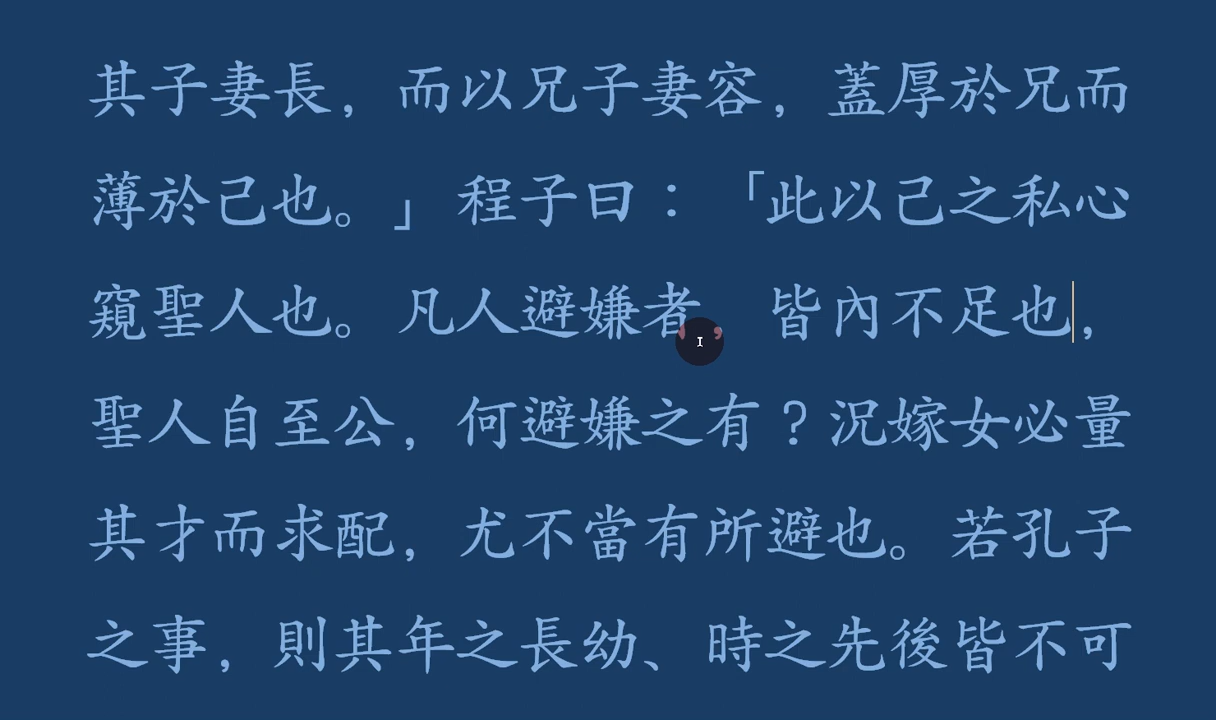 其子妻長，而以兄子妻容，蓋厚於兄而
薄於己也。」程子曰：「此以己之私心
窺聖人也。凡人避嫌者，皆內不足也，
聖人自至公，何避嫌之有？況嫁女必量
其才而求配，尤不當有所避也。若孔子
之事，則其年之長幼、時之先後皆不可